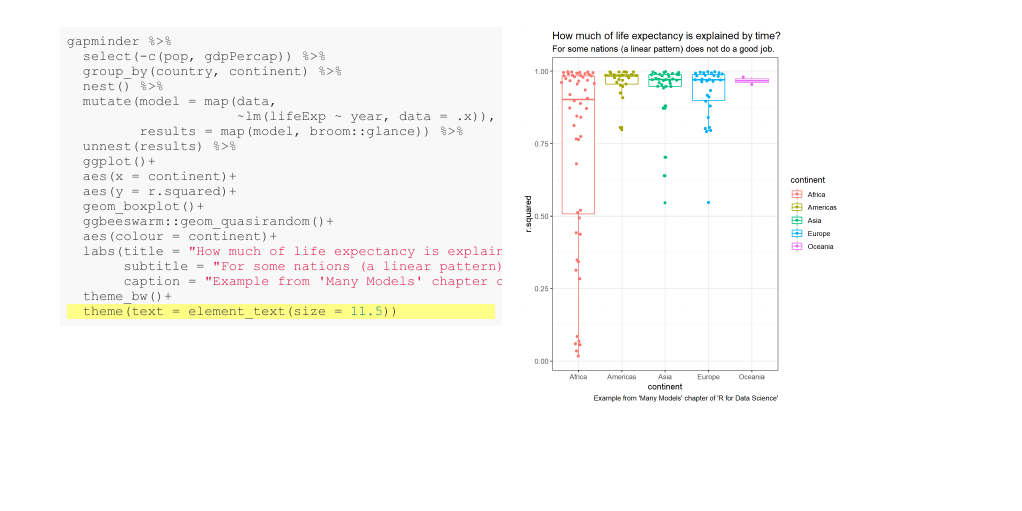 gapminder %>%
select(-c(pop, gdpPercap)) %>%
group_by(country, continent) %>%
nest() %>%
mutate(model = map(data,
~lm(lifeExp ~ year, data = .x)),
results = map(model, broom::glance)) %>%
unnest(results) %>%
ggplot()+
aes(x = continent)+
aes(y = r.squared)+
geom_boxplot()+
ggbeeswarm::geom_quasirandom()+
aes(colour = continent)+
labs(title = "How much of life expectancy is explain
subtitle = "For some nations (a linear pattern)
caption = "Example from 'Many Models' chapter
theme_bw()+
theme(text = element_text(size = 11.5))
How much of life expectancy is explained by time?
For some nations (a linear pattern) does not do a good job.
1.00
0.75
0.50
0.25
0.00
r.squared
Africa Americas Asia Europe Oceania
continent
Example from 'Many Models' chapter of 'R for Data Science'
continent
Africa
Americas
Asia
Europe
Oceania